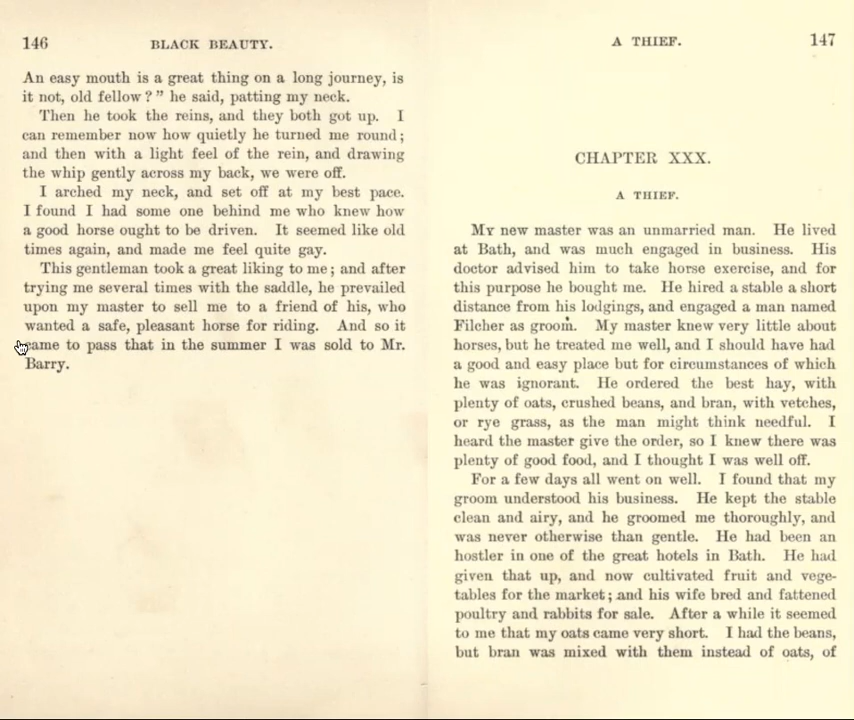 146 BLACK BEAUTY.
An easy mouth is a great thing on a long journey, is
it not, old fellow?" he said, patting my neck.
Then he took the reins, and they both got up. I
can remember now how quietly he turned me round;
and then with a light feel of the rein, and drawing
the whip gently across my back, we were off.
I arched my neck, and set off at my best pace.
I found I had some one behind me who knew how
a good horse ought to be driven. It seemed like old
times again, and made me feel quite gay.
This gentleman took a great liking to me; and after
trying me several times with the saddle, he prevailed
upon my master to sell me to a friend of his, who
wanted a safe, pleasant horse for riding. And so it
came to pass that in the summer I was sold to Mr.
Barry.
A THIEF. 147
CHAPTER XXX.
A THIEF.
My new master was an unmarried man. He lived
at Bath, and was much engaged in business. His
doctor advised him to take horse exercise, and for
this purpose he bought me. He hired a stable a short
distance from his lodgings, and engaged a man named
Filcher as groom. My master knew very little about
horses, but he treated me well, and I should have had
a good and easy place but for circumstances of which
he was ignorant. He ordered the best hay, with
plenty of oats, crushed beans, and bran, with vetches,
or rye grass, as the man might think needful. I
heard the master give the order, so I knew there was
plenty of good food, and I thought I was well off.
For a few days all went on well. I found that my
groom understood his business. He kept the stable
clean and airy, and he groomed me thoroughly, and
was never otherwise than gentle. He had been an
hostler in one of the great hotels in Bath. He had
given that up, and now cultivated fruit and vege-
tables for the market; and his wife bred and fattened
poultry and rabbits for sale. After a while it seemed
to me that my oats came very short. I had the beans,
but bran was mixed with them instead of oats, of